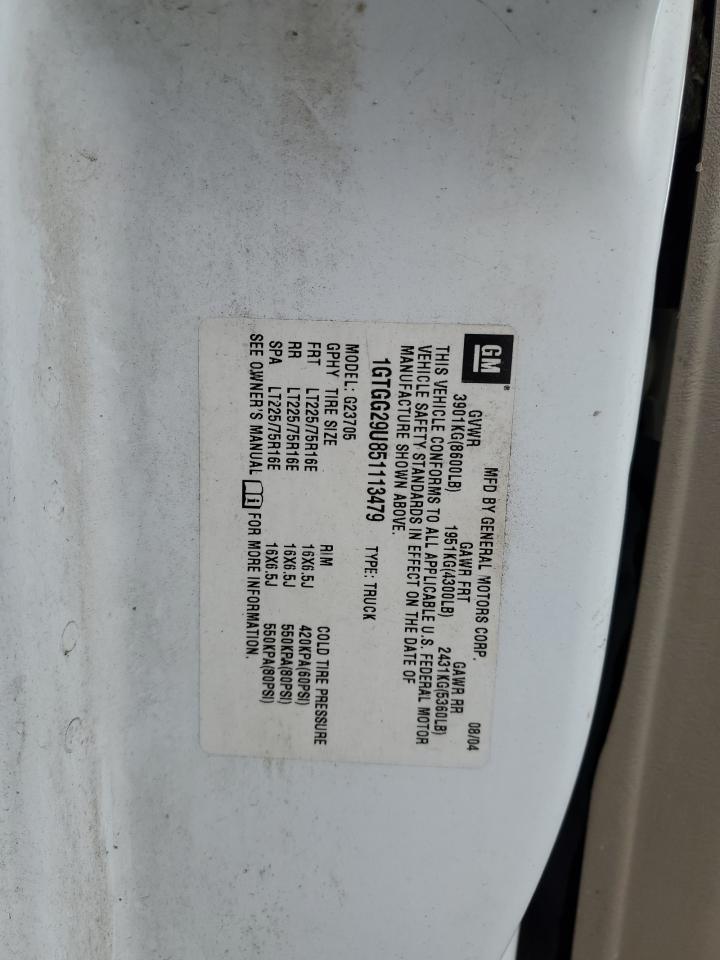 GM®
MFD BY GENERAL MOTORS CORP. 08/04
GVWR GAWR FRT GAWR RR
3901KG(8600LB) 1951KG(4300LB) 2431KG(5360LB)
THIS VEHICLE CONFORMS TO ALL APPLICABLE U.S. FEDERAL MOTOR
VEHICLE SAFETY STANDARDS IN EFFECT ON THE DATE OF
MANUFACTURE SHOWN ABOVE.
1GTGG29U851113479 TYPE: TRUCK
MODEL: G23705
GPHY TIRE SIZE RIM COLD TIRE PRESSURE
FRT LT225/75R16E 16X6.5J 420KPA(60PSI)
RR LT225/75R16E 16X6.5J 550KPA(80PSI)
SPA LT225/75R16E 16X6.5J 550KPA(80PSI)
SEE OWNER'S MANUAL i FOR MORE INFORMATION.